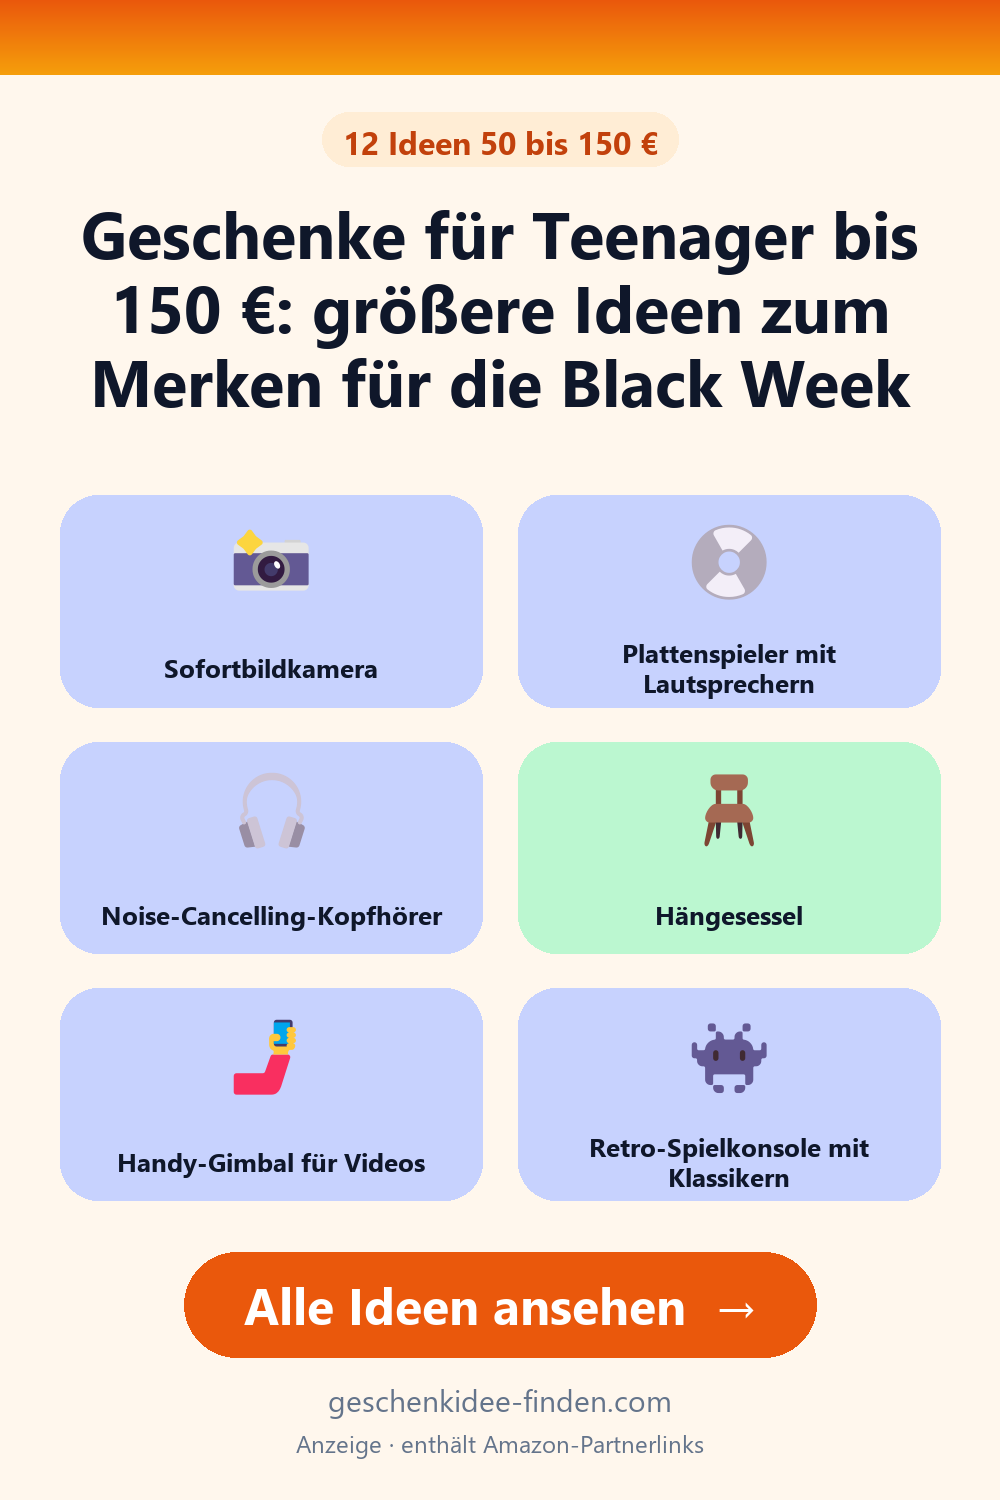 12 Ideen 50 bis 150 €
Geschenke für Teenager bis
150 €: größere Ideen zum
Merken für die Black Week
Sofortbildkamera
Plattenspieler mit
Lautsprechern
Noise-Cancelling-Kopfhörer
Hängesessel
Handy-Gimbal für Videos
Retro-Spielkonsole mit
Klassikern
Alle Ideen ansehen →
geschenkidee-finden.com
Anzeige · enthält Amazon-Partnerlinks